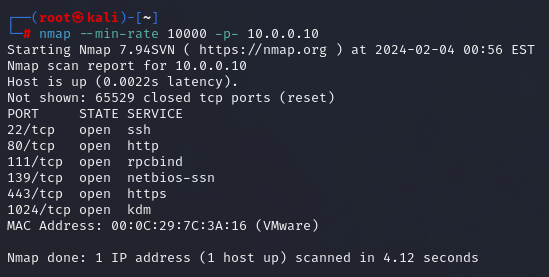 ┌──(root㉿kali)-[~]
└─# nmap --min-rate 10000 -p- 10.0.0.10
Starting Nmap 7.94SVN ( https://nmap.org ) at 2024-02-04 00:56 EST
Nmap scan report for 10.0.0.10
Host is up (0.0022s latency).
Not shown: 65529 closed tcp ports (reset)
PORT     STATE SERVICE
22/tcp   open  ssh
80/tcp   open  http
111/tcp  open  rpcbind
139/tcp  open  netbios-ssn
443/tcp  open  https
1024/tcp open  kdm
MAC Address: 00:0C:29:7C:3A:16 (VMware)
Nmap done: 1 IP address (1 host up) scanned in 4.12 seconds